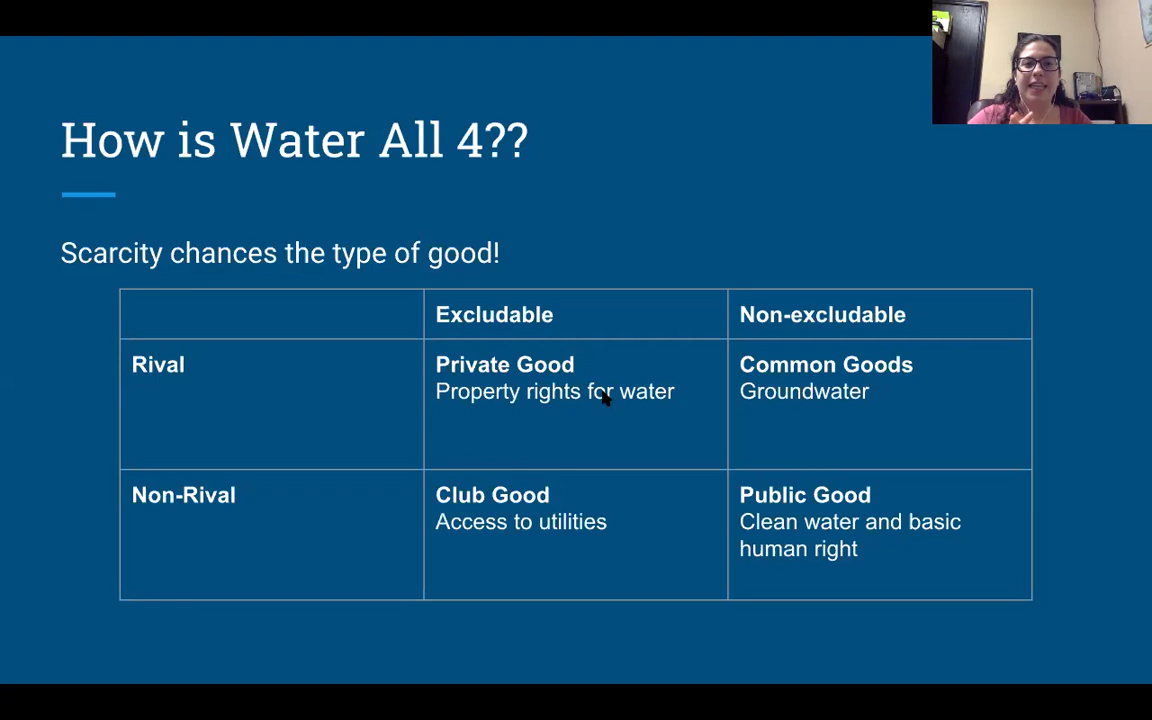 How is Water All 4??
Scarcity chances the type of good!
Excludable
Non-excludable
Rival
Private Good
Property rights for water
Common Goods
Groundwater
Non-Rival
Club Good
Access to utilities
Public Good
Clean water and basic
human right